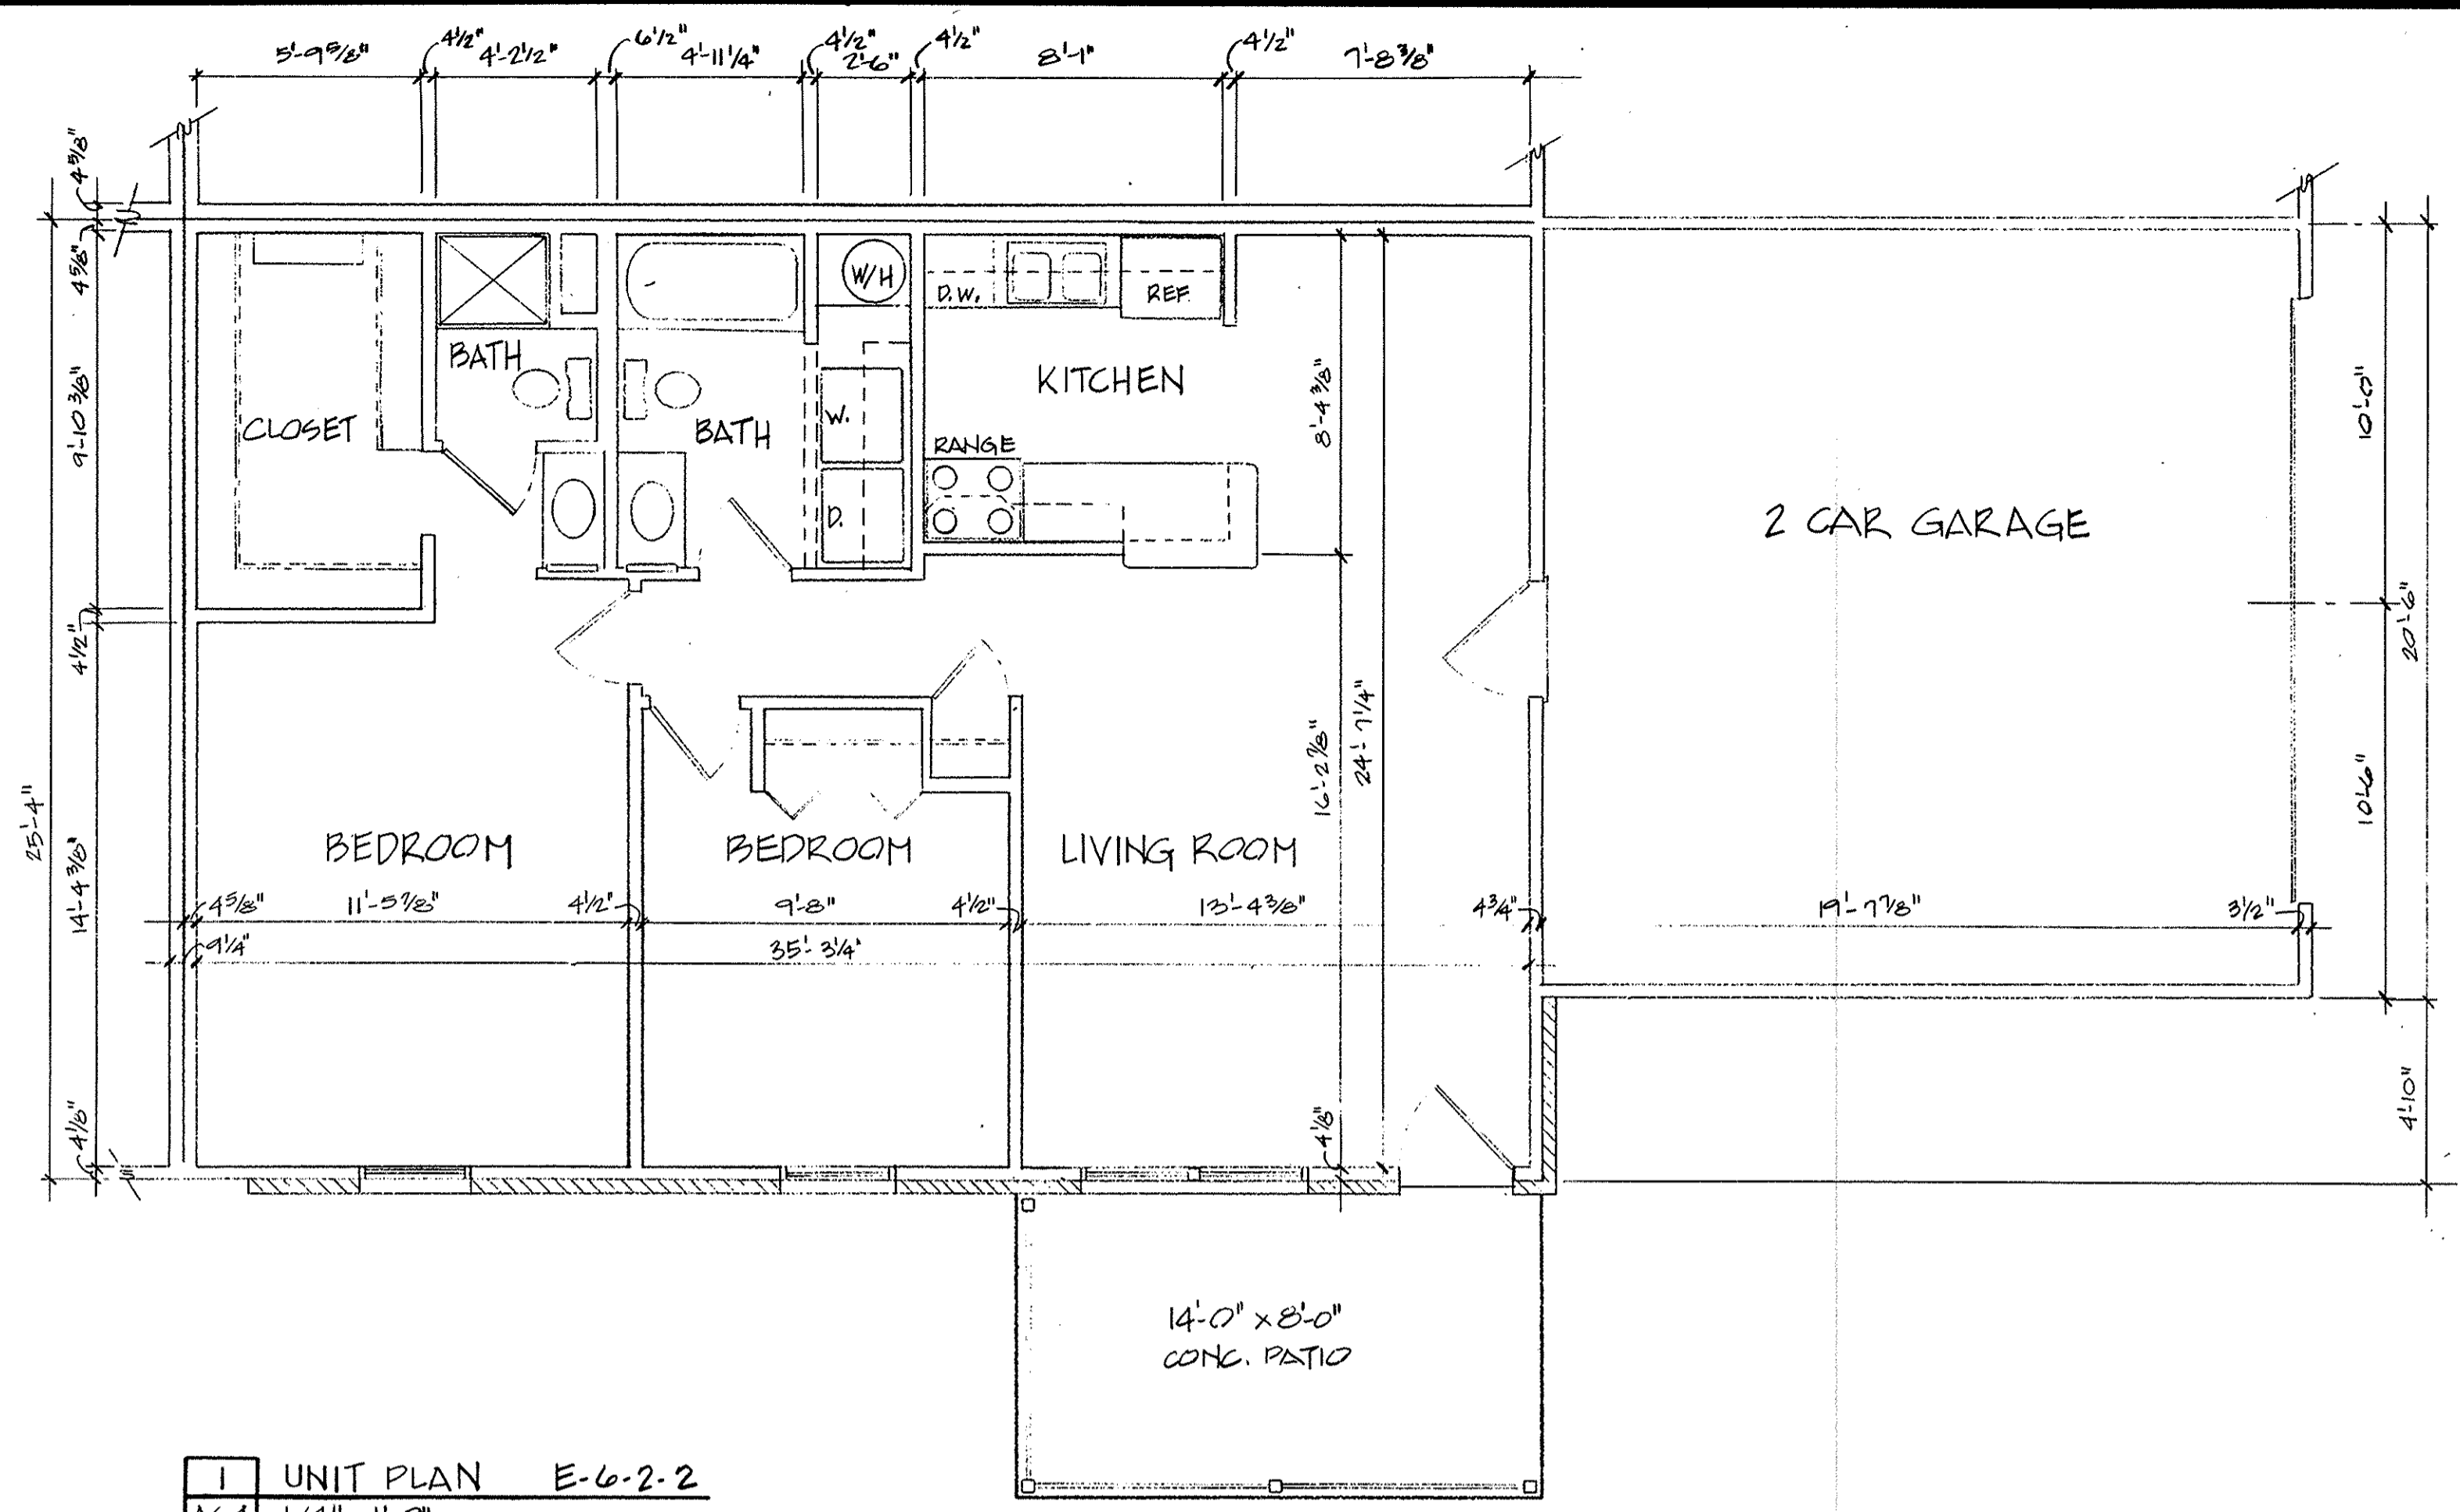 5'-9 5/8"
4 1/2"
4'-2 1/2"
6 1/2"
4'-11 1/4"
4 1/2"
2'-6"
4 1/2"
8'-1"
4 1/2"
7'-8 3/8"
4 5/8"
4 5/8"
9'-10 3/8"
4 1/2"
25'-4"
14'-4 3/8"
4 1/8"
W/H
D.W.
REF.
BATH
KITCHEN
CLOSET
BATH
W.
RANGE
D.
8'-4 3/8"
10'-0"
2 CAR GARAGE
20'-6"
24'-7 1/4"
16'-2 7/8"
10'-6"
BEDROOM
BEDROOM
LIVING ROOM
4 5/8"
11'-5 7/8"
4 1/2"
9'-8"
4 1/2"
13'-4 3/8"
4 3/4"
19'-7 7/8"
3 1/2"
9 1/4"
35'-3 1/4"
4 1/8"
4'-10"
14'-0" x 8'-0"
CONC. PATIO
1 UNIT PLAN E-6-2-2